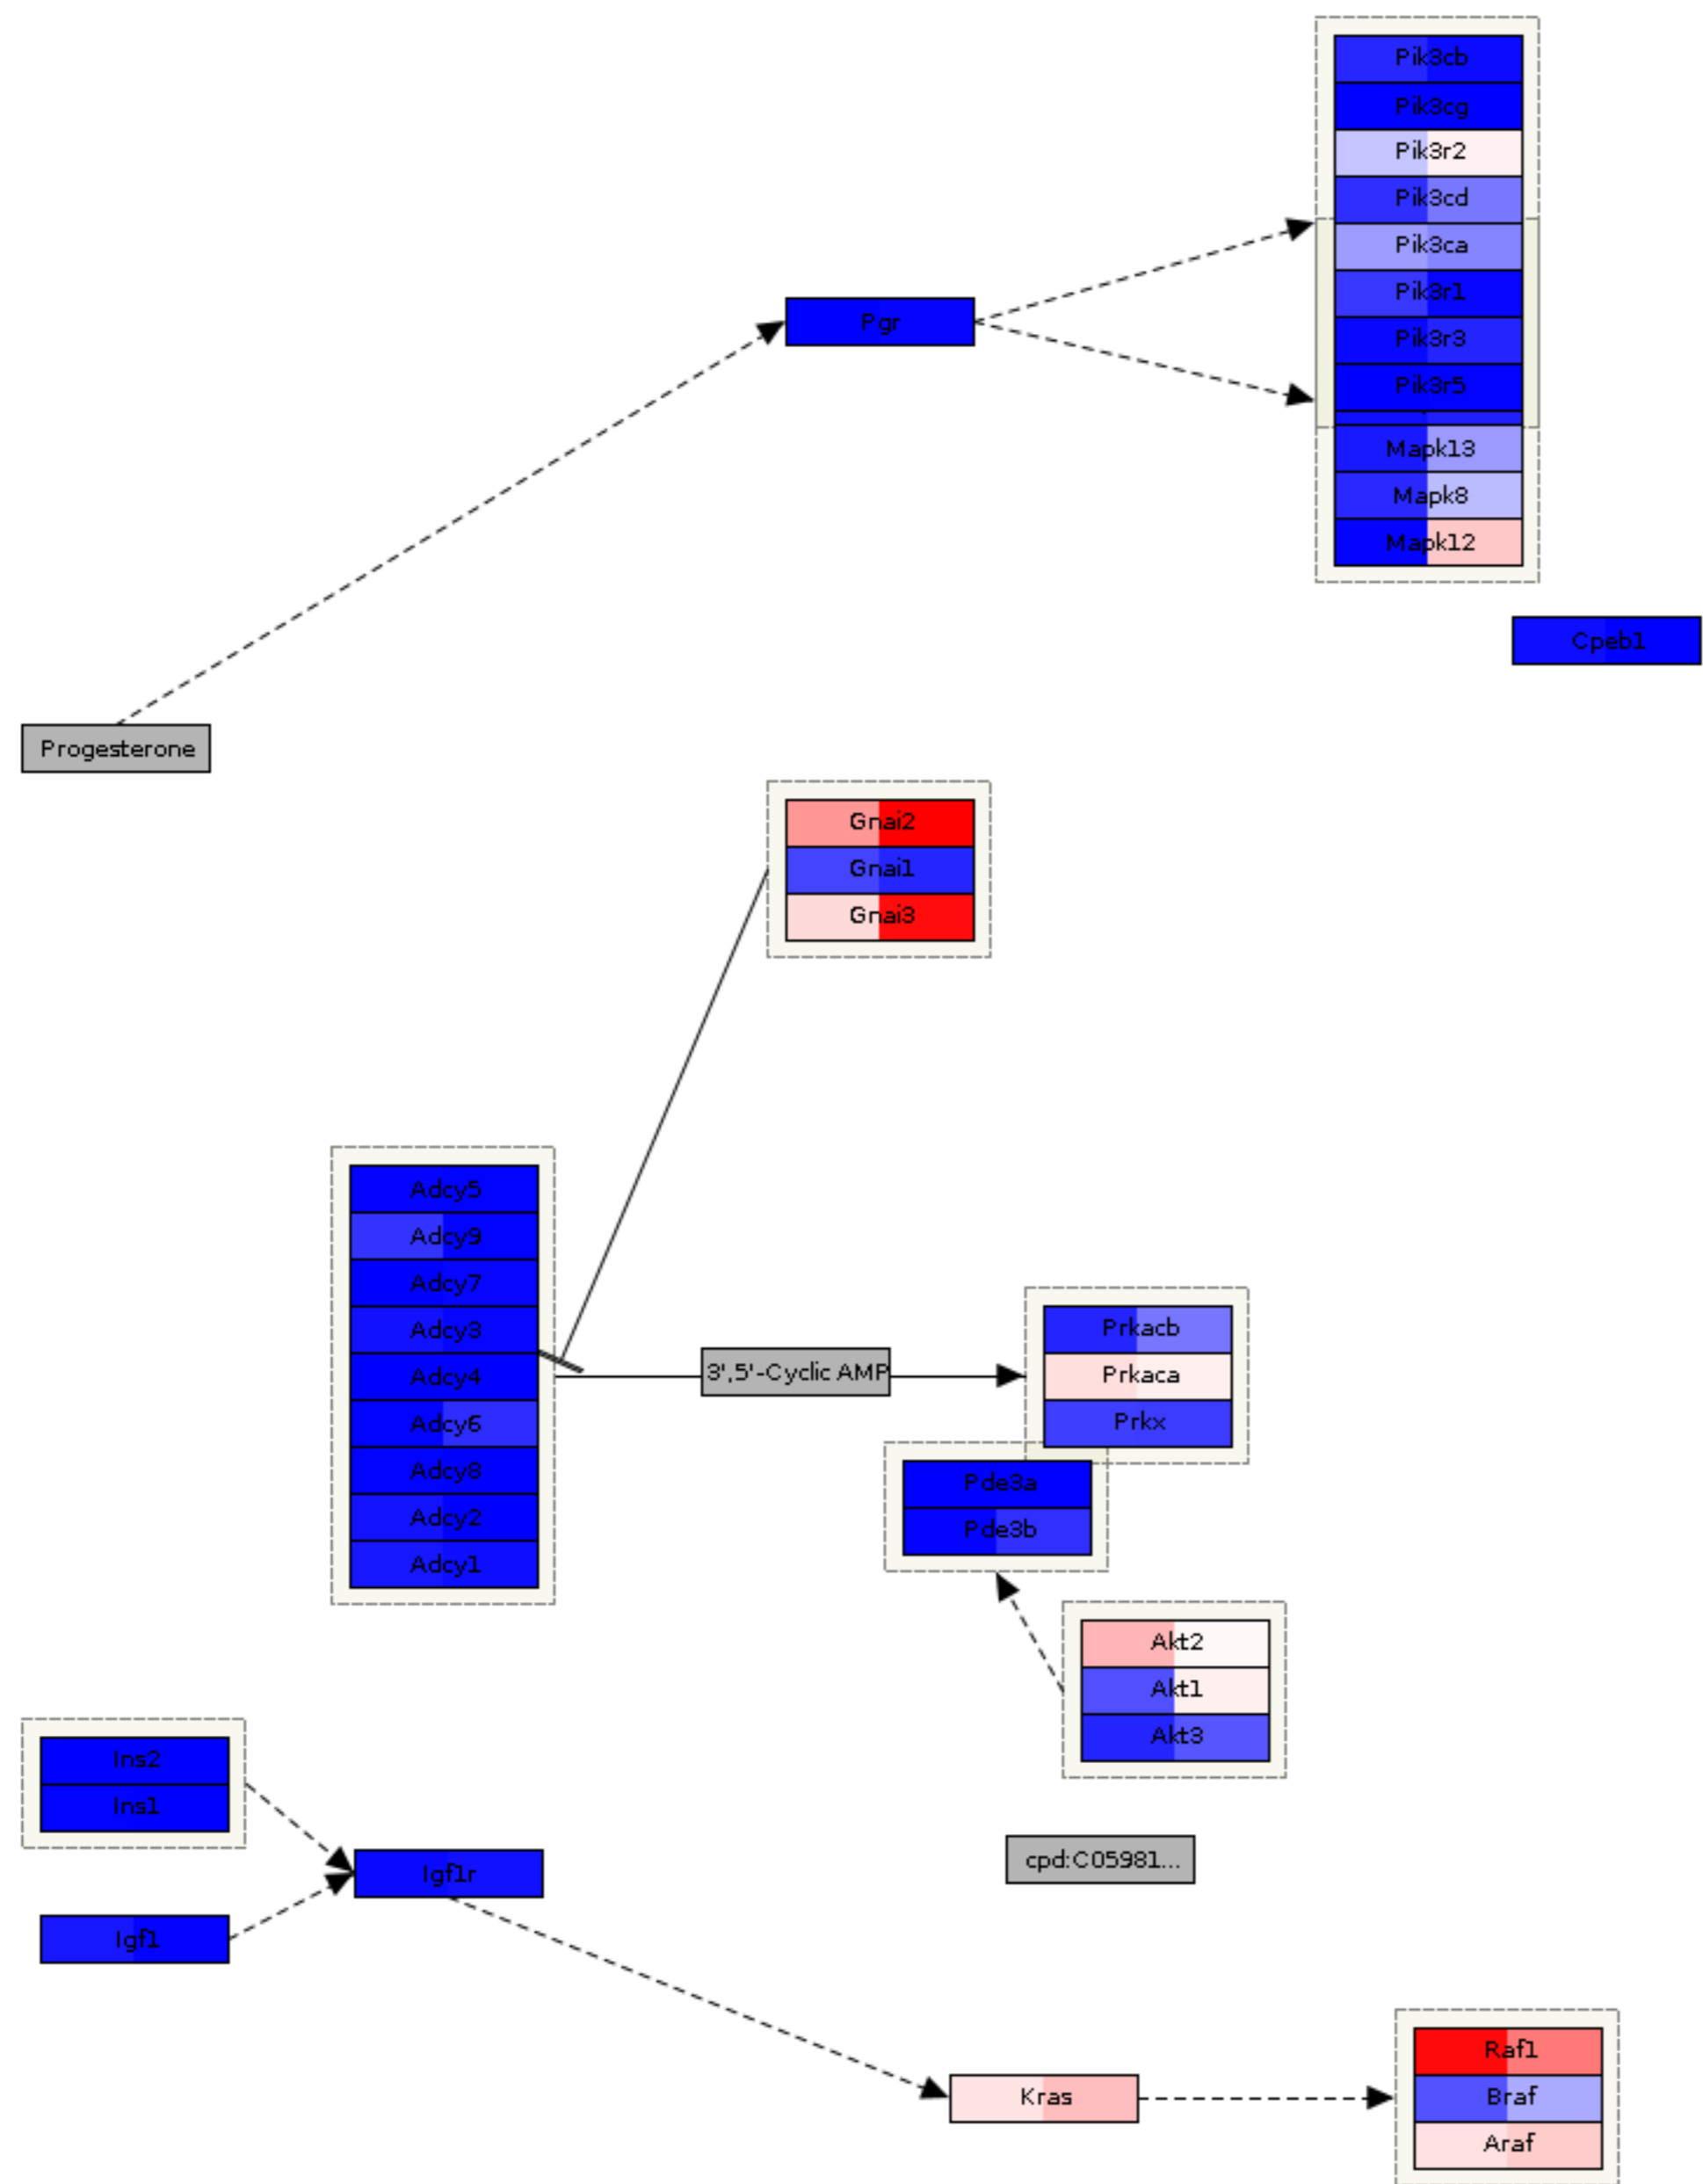 Pik3cb
Pik3cg
Pik3r2
Pik3cd
Pik3ca
Pik3r1
Pgr
Pik3r3
Pik3r5
Mapk13
Mapk8
Mapk12
Cpeb1
Progesterone
Gnai2
Gnai1
Gnai3
Adcy5
Adcy9
Adcy7
Adcy3
Adcy4
Adcy6
Adcy8
Adcy2
Adcy1
3',5'-Cyclic AMP
Prkacb
Prkaca
Prkx
Pde3a
Pde3b
Akt2
Akt1
Akt3
Ins2
Ins1
Igf1r
Igf1
cpd:C05981...
Kras
Raf1
Braf
Araf